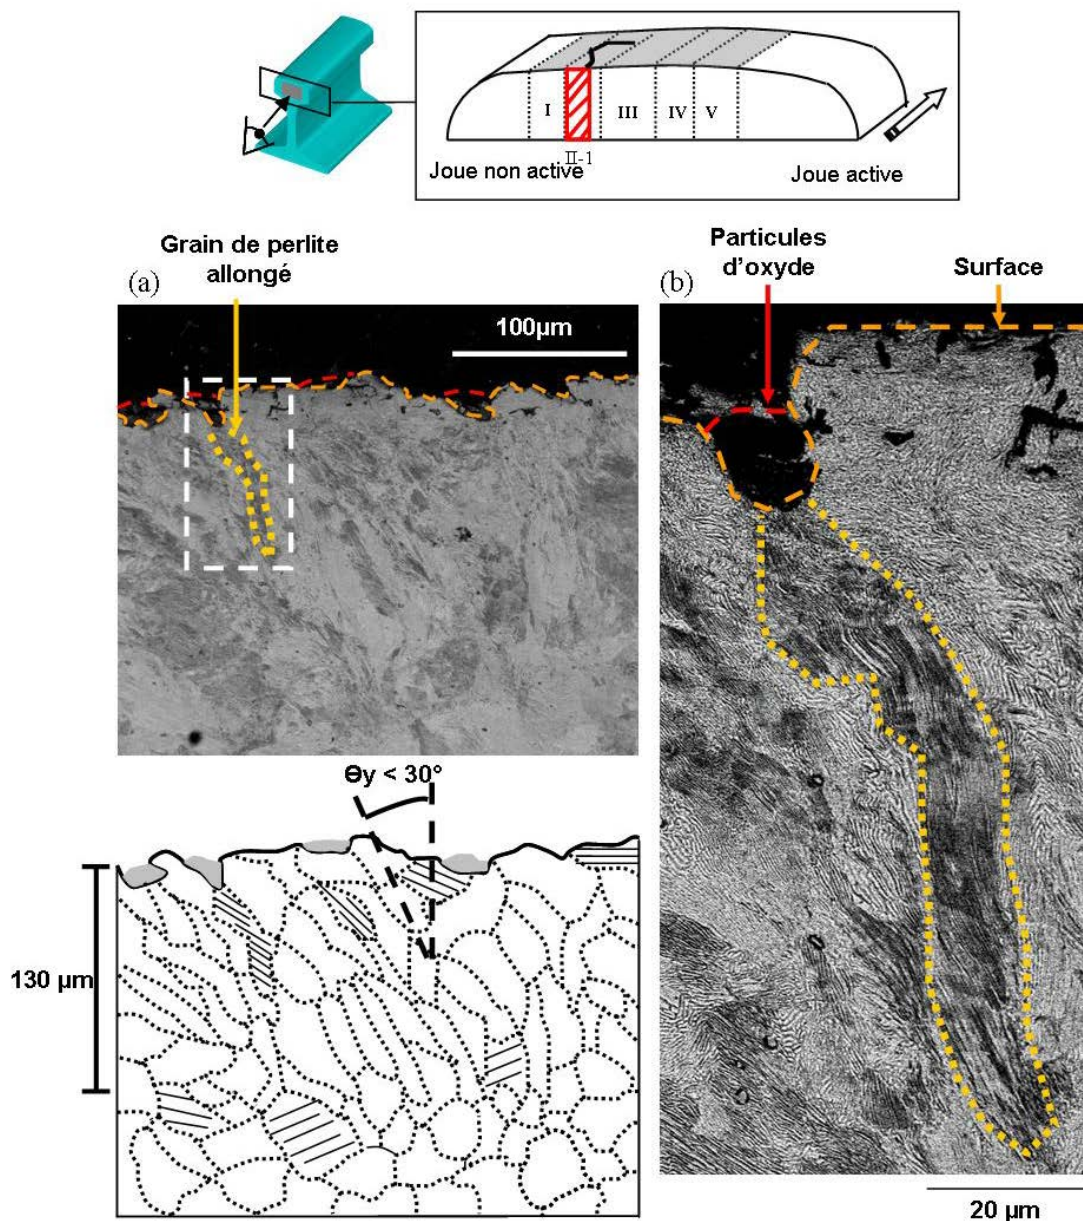 I
III
IV
V
II-1
Joue non active
Joue active
Grain de perlite
allongé
(a)
100µm
Particules
d'oxyde
(b)
Surface
Θy < 30°
130 µm
20 µm